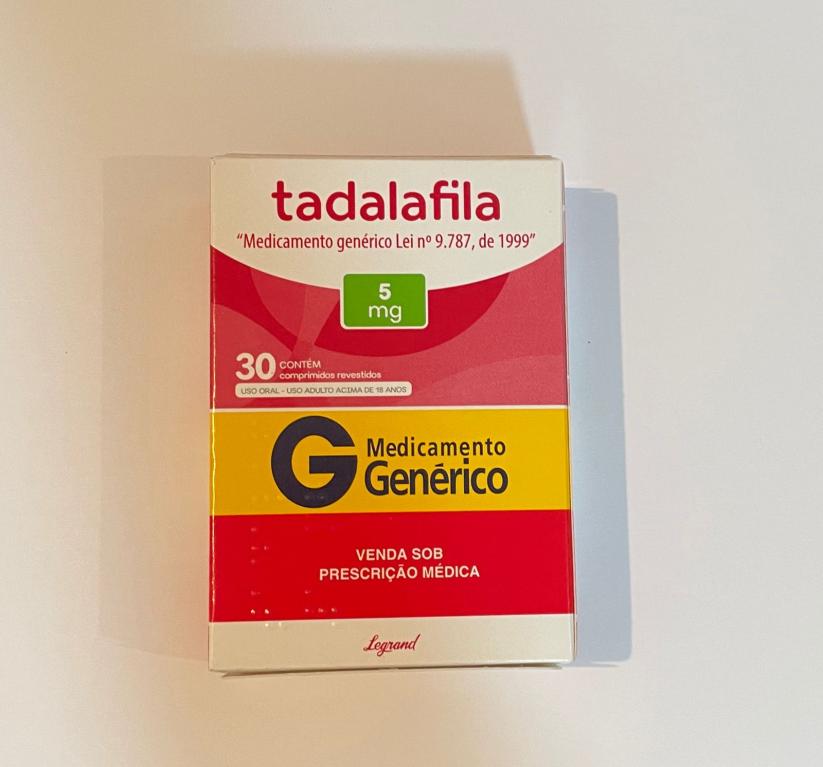 tadalafila
"Medicamento genérico Lei nº 9.787, de 1999"
5
mg
30 CONTÉM
comprimidos revestidos
USO ORAL - USO ADULTO ACIMA DE 18 ANOS
G Medicamento
Genérico
VENDA SOB
PRESCRIÇÃO MÉDICA
Legrand